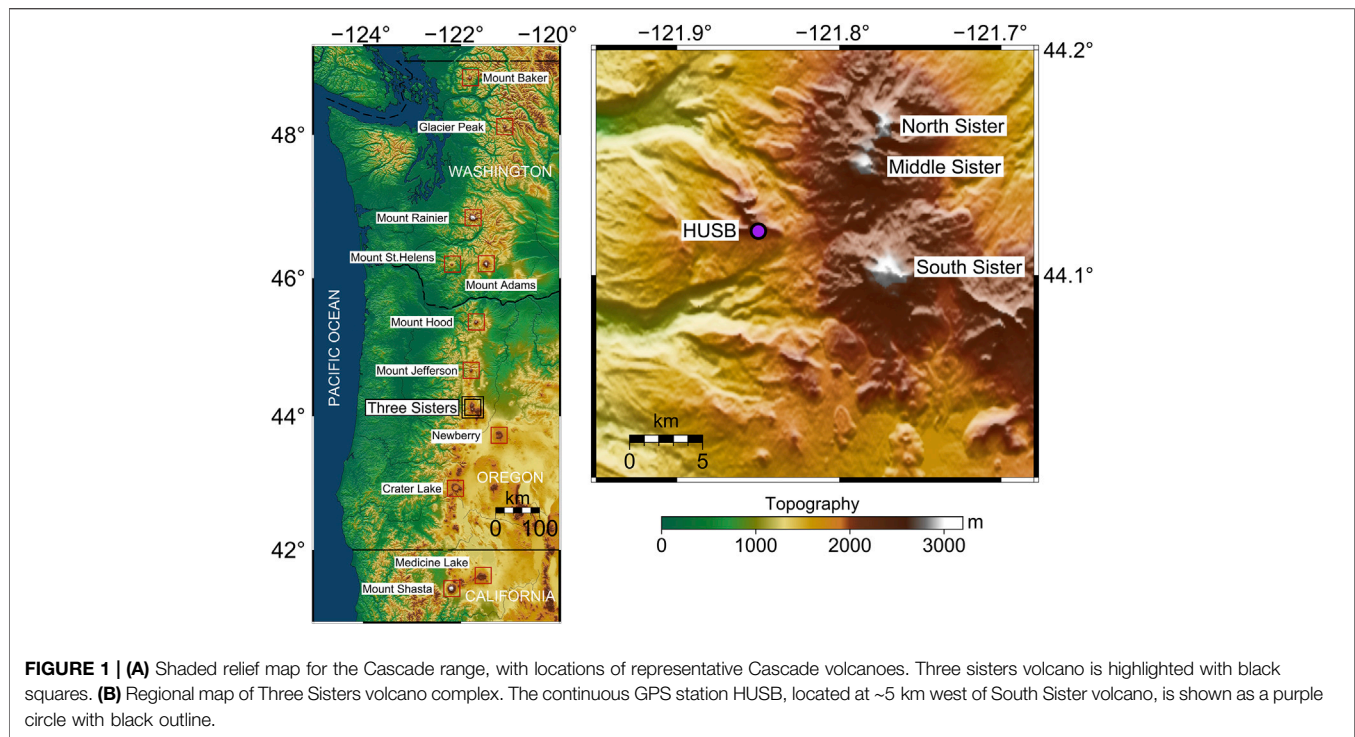 −124° −122° −120°
48°
46°
44°
42°
Mount Baker
Glacier Peak
WASHINGTON
Mount Rainier
Mount St.Helens
Mount Adams
Mount Hood
Mount Jefferson
Three Sisters
Newberry
OREGON
Crater Lake
km
0 100
Medicine Lake
Mount Shasta
CALIFORNIA
PACIFIC OCEAN
−121.9° −121.8° −121.7°
44.2°
44.1°
North Sister
Middle Sister
HUSB
South Sister
km
0 5
Topography
m
0 1000 2000 3000
FIGURE 1 | (A) Shaded relief map for the Cascade range, with locations of representative Cascade volcanoes. Three sisters volcano is highlighted with black
squares. (B) Regional map of Three Sisters volcano complex. The continuous GPS station HUSB, located at ~5 km west of South Sister volcano, is shown as a purple
circle with black outline.